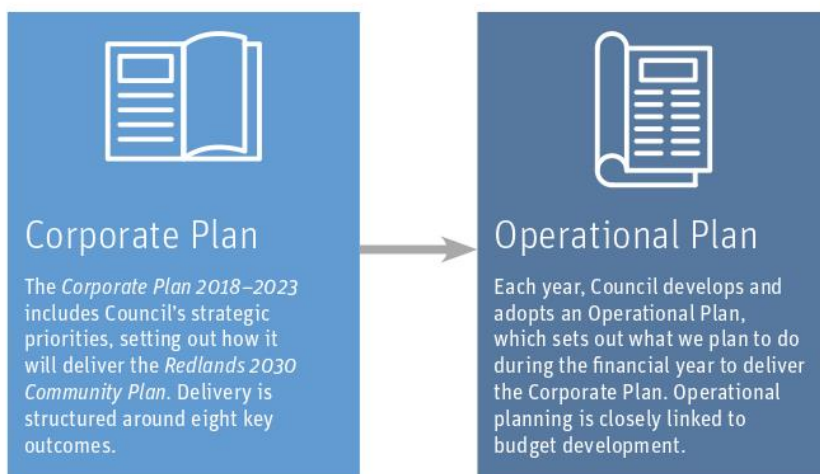 Corporate Plan
The Corporate Plan 2018–2023
includes Council's strategic
priorities, setting out how it
will deliver the Redlands 2030
Community Plan. Delivery is
structured around eight key
outcomes.
Operational Plan
Each year, Council develops and
adopts an Operational Plan,
which sets out what we plan to do
during the financial year to deliver
the Corporate Plan. Operational
planning is closely linked to
budget development.